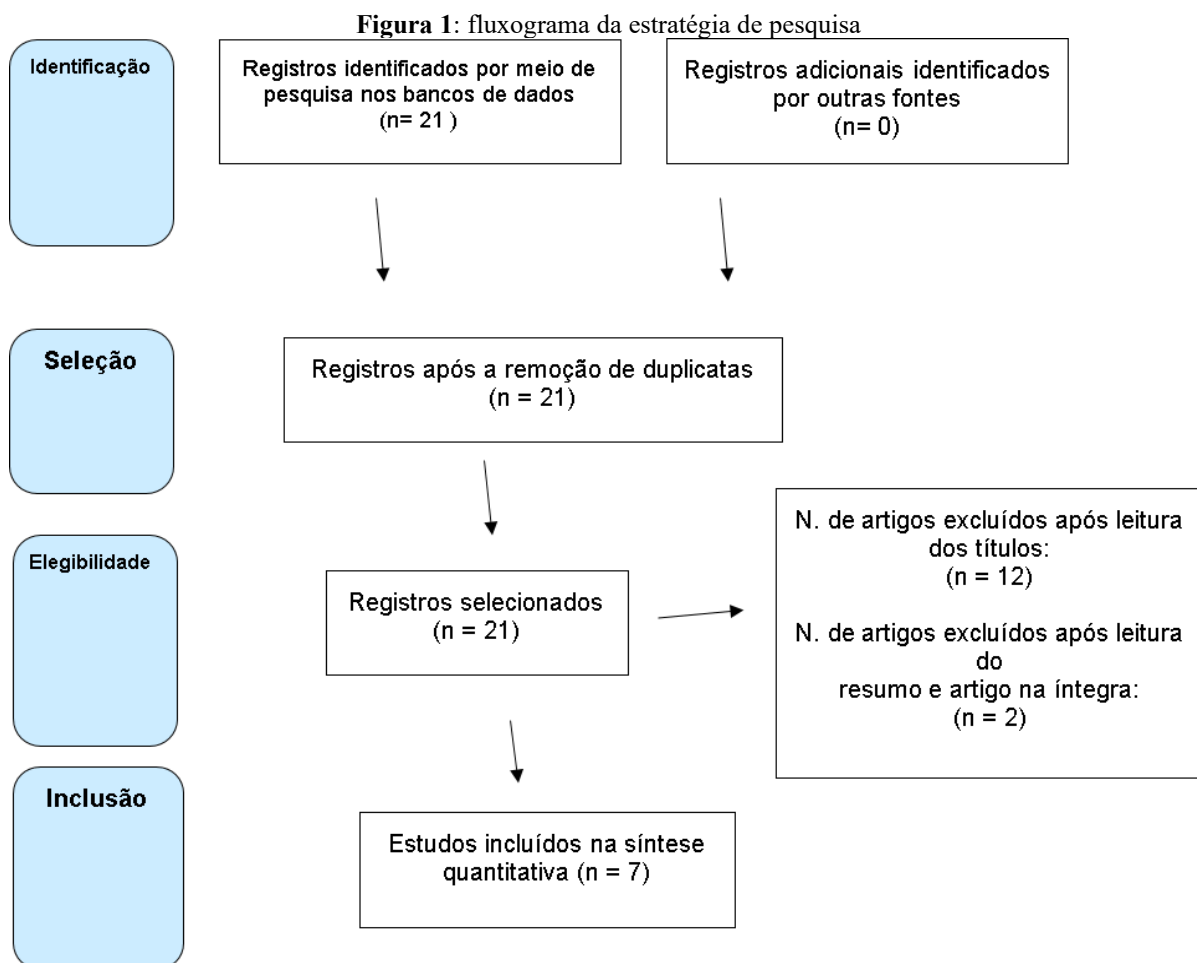 Figura 1: fluxograma da estratégia de pesquisa
Identificação
Registros identificados por meio de
pesquisa nos bancos de dados
(n= 21 )
Registros adicionais identificados
por outras fontes
(n= 0)
Seleção
Registros após a remoção de duplicatas
(n = 21)
Elegibilidade
Registros selecionados
(n = 21)
N. de artigos excluídos após leitura
dos títulos:
(n = 12)
N. de artigos excluídos após leitura
do
resumo e artigo na íntegra:
(n = 2)
Inclusão
Estudos incluídos na síntese
quantitativa (n = 7)